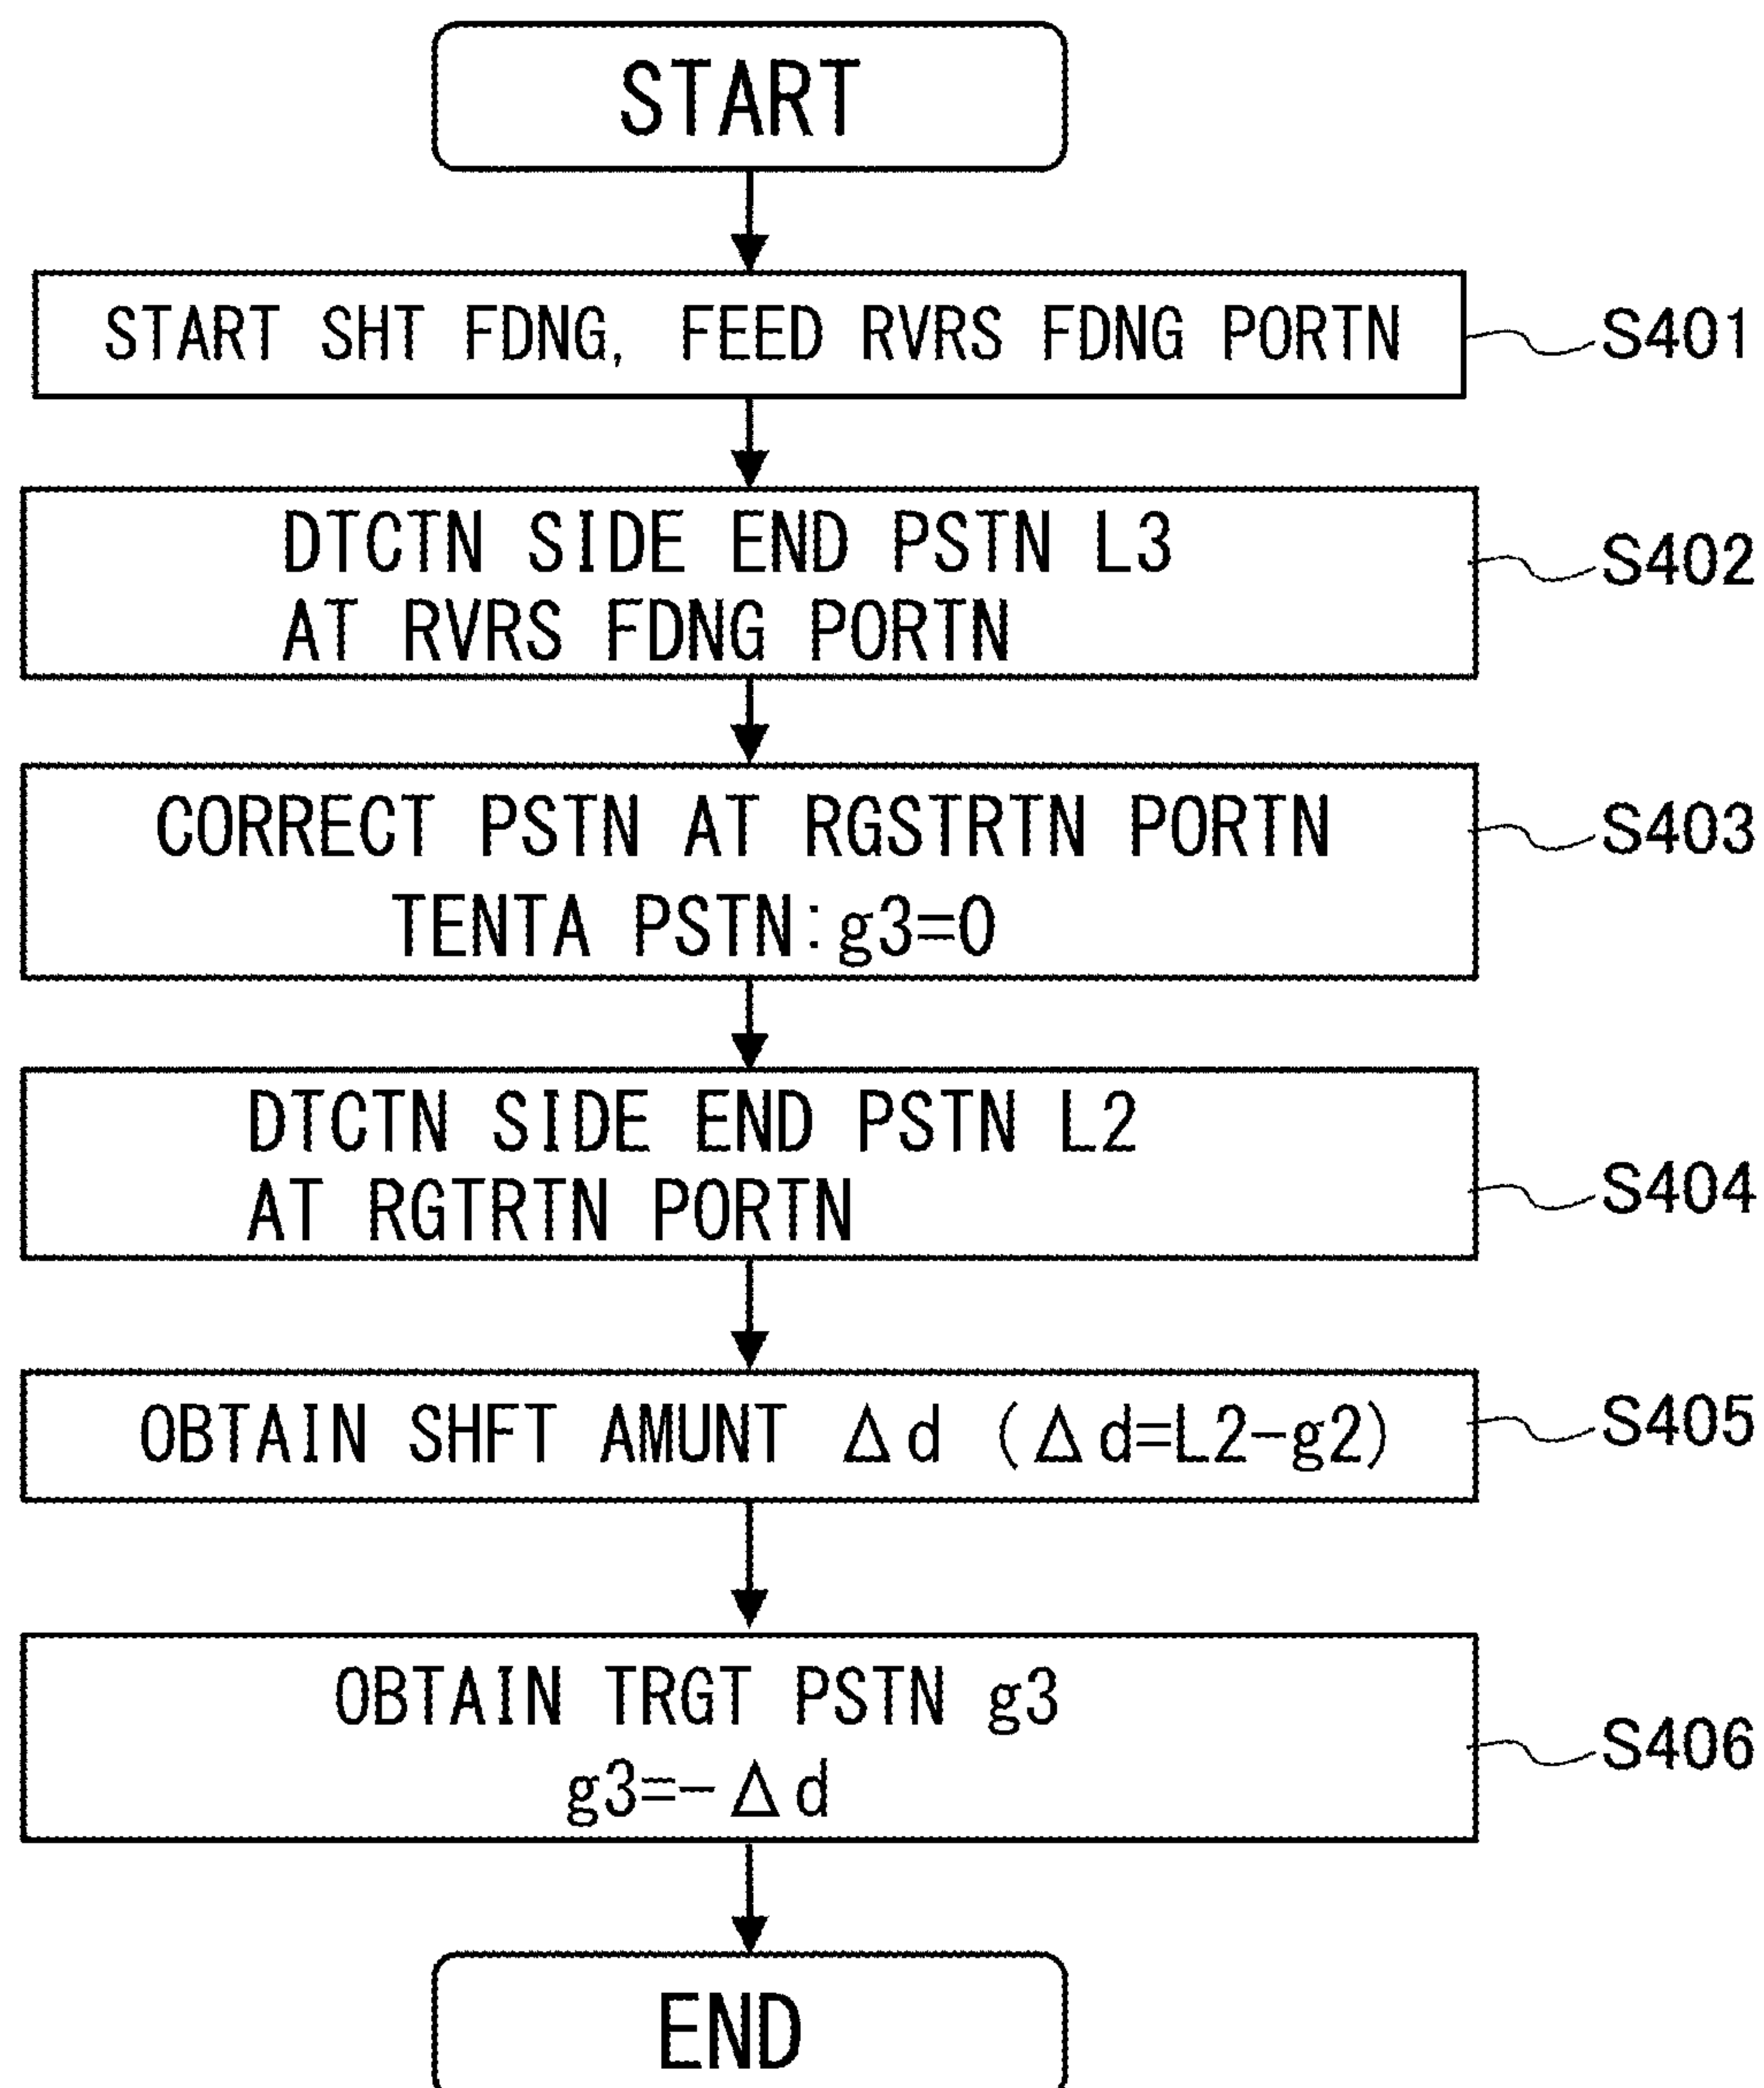 START
START SHT FDNG, FEED RVRS FDNG PORTN
S401
DTCTN SIDE END PSTN L3
AT RVRS FDNG PORTN
S402
CORRECT PSTN AT RGSTRTN PORTN
TENTA PSTN:g3=0
S403
DTCTN SIDE END PSTN L2
AT RGTRTN PORTN
S404
OBTAIN SHFT AMUNT Δd (Δd=L2-g2)
S405
OBTAIN TRGT PSTN g3
g3=-Δd
S406
END